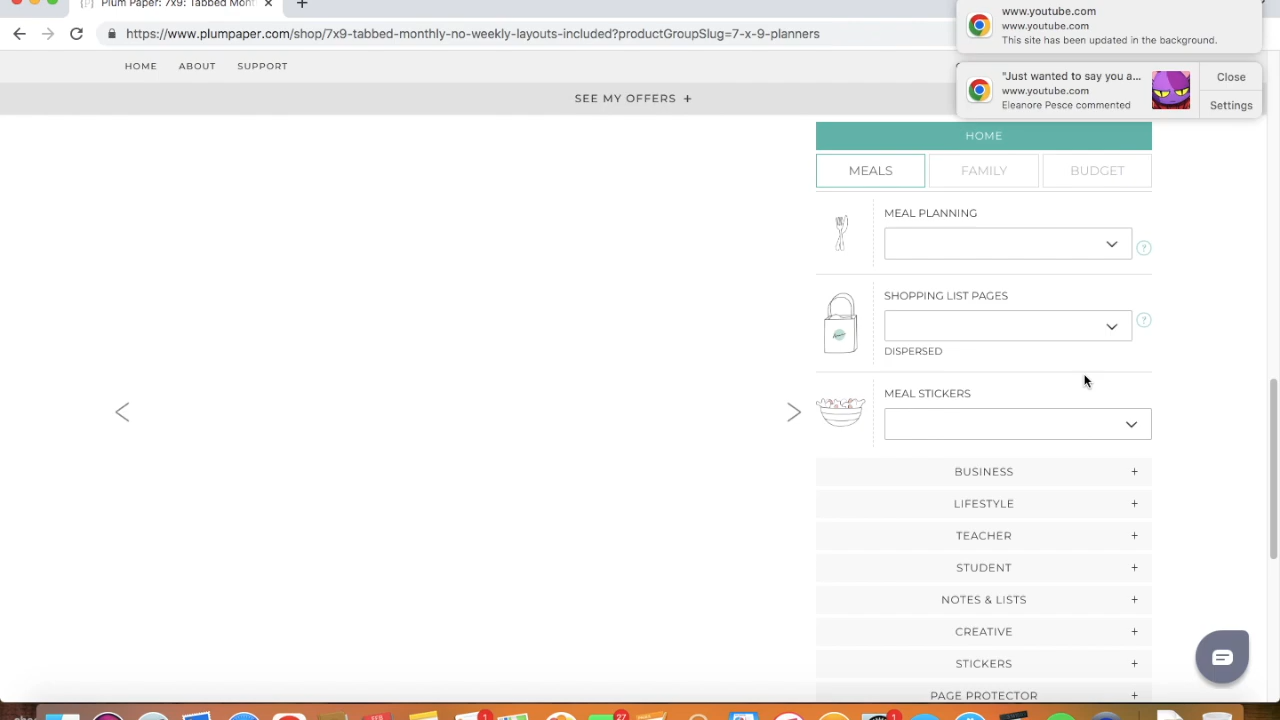 Plum Paper: 7x9: Tabbed Mont
www.youtube.com
www.youtube.com
This site has been updated in the background.
https://www.plumpaper.com/shop/7x9-tabbed-monthly-no-weekly-layouts-included?productGroupSlug=7-x-9-planners
HOME
ABOUT
SUPPORT
"Just wanted to say you a...
www.youtube.com
Eleanore Pesce commented
Close
Settings
SEE MY OFFERS +
HOME
MEALS
FAMILY
BUDGET
MEAL PLANNING
?
SHOPPING LIST PAGES
?
DISPERSED
MEAL STICKERS
BUSINESS +
LIFESTYLE +
TEACHER +
STUDENT +
NOTES & LISTS +
CREATIVE +
STICKERS +
PAGE PROTECTOR +
1
27
1